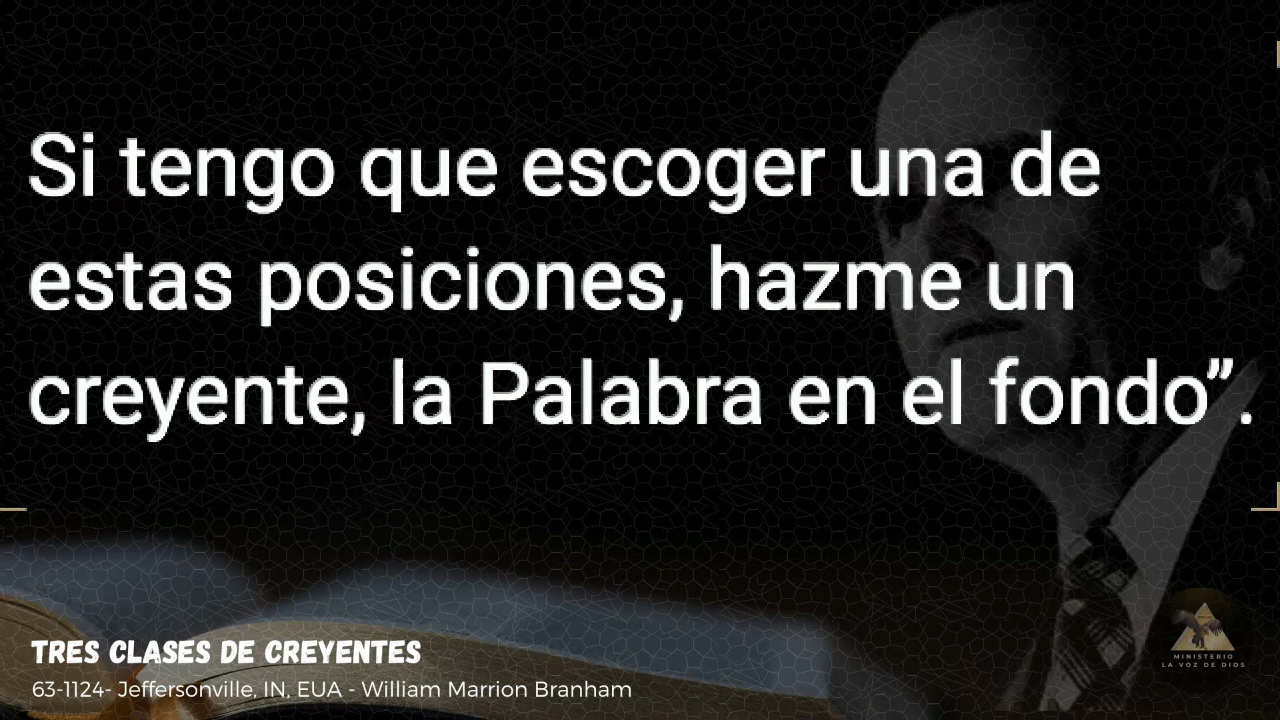 Si tengo que escoger una de
estas posiciones, hazme un
creyente, la Palabra en el fondo”.
TRES CLASES DE CREYENTES
63-1124- Jeffersonville, IN, EUA - William Marrion Branham
MINISTERIO
LA VOZ DE DIOS